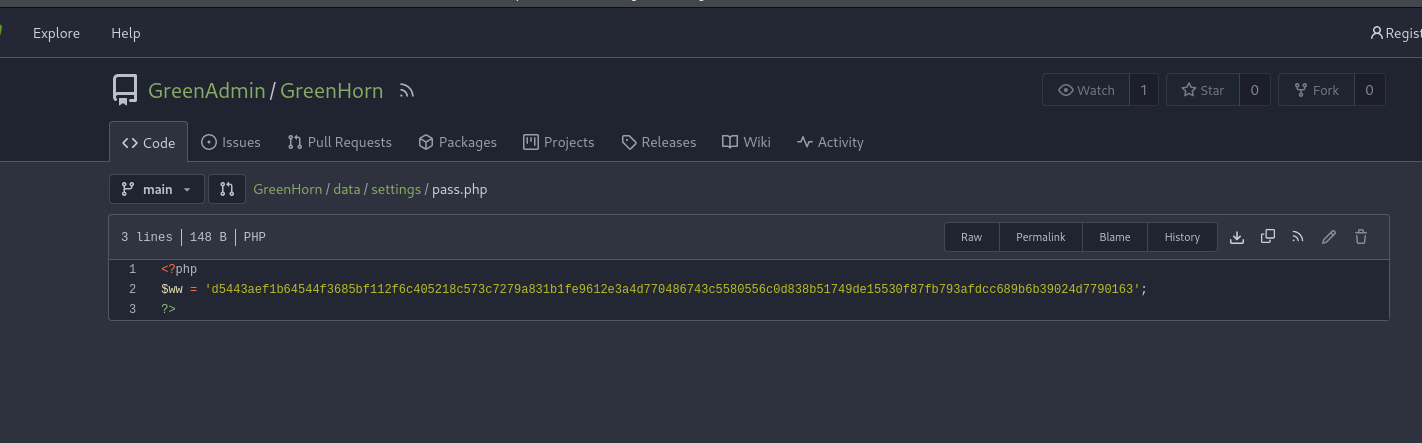 Explore Help Regist
GreenAdmin / GreenHorn Watch 1 Star 0 Fork 0
Code Issues Pull Requests Packages Projects Releases Wiki Activity
main GreenHorn / data / settings / pass.php
3 lines 148 B PHP Raw Permalink Blame History
1 <?php
2 $ww = 'd5443aef1b64544f3685bf112f6c405218c573c7279a831b1fe9612e3a4d770486743c5580556c0d838b51749de15530f87fb793afdcc689b6b39024d7790163';
3 ?>